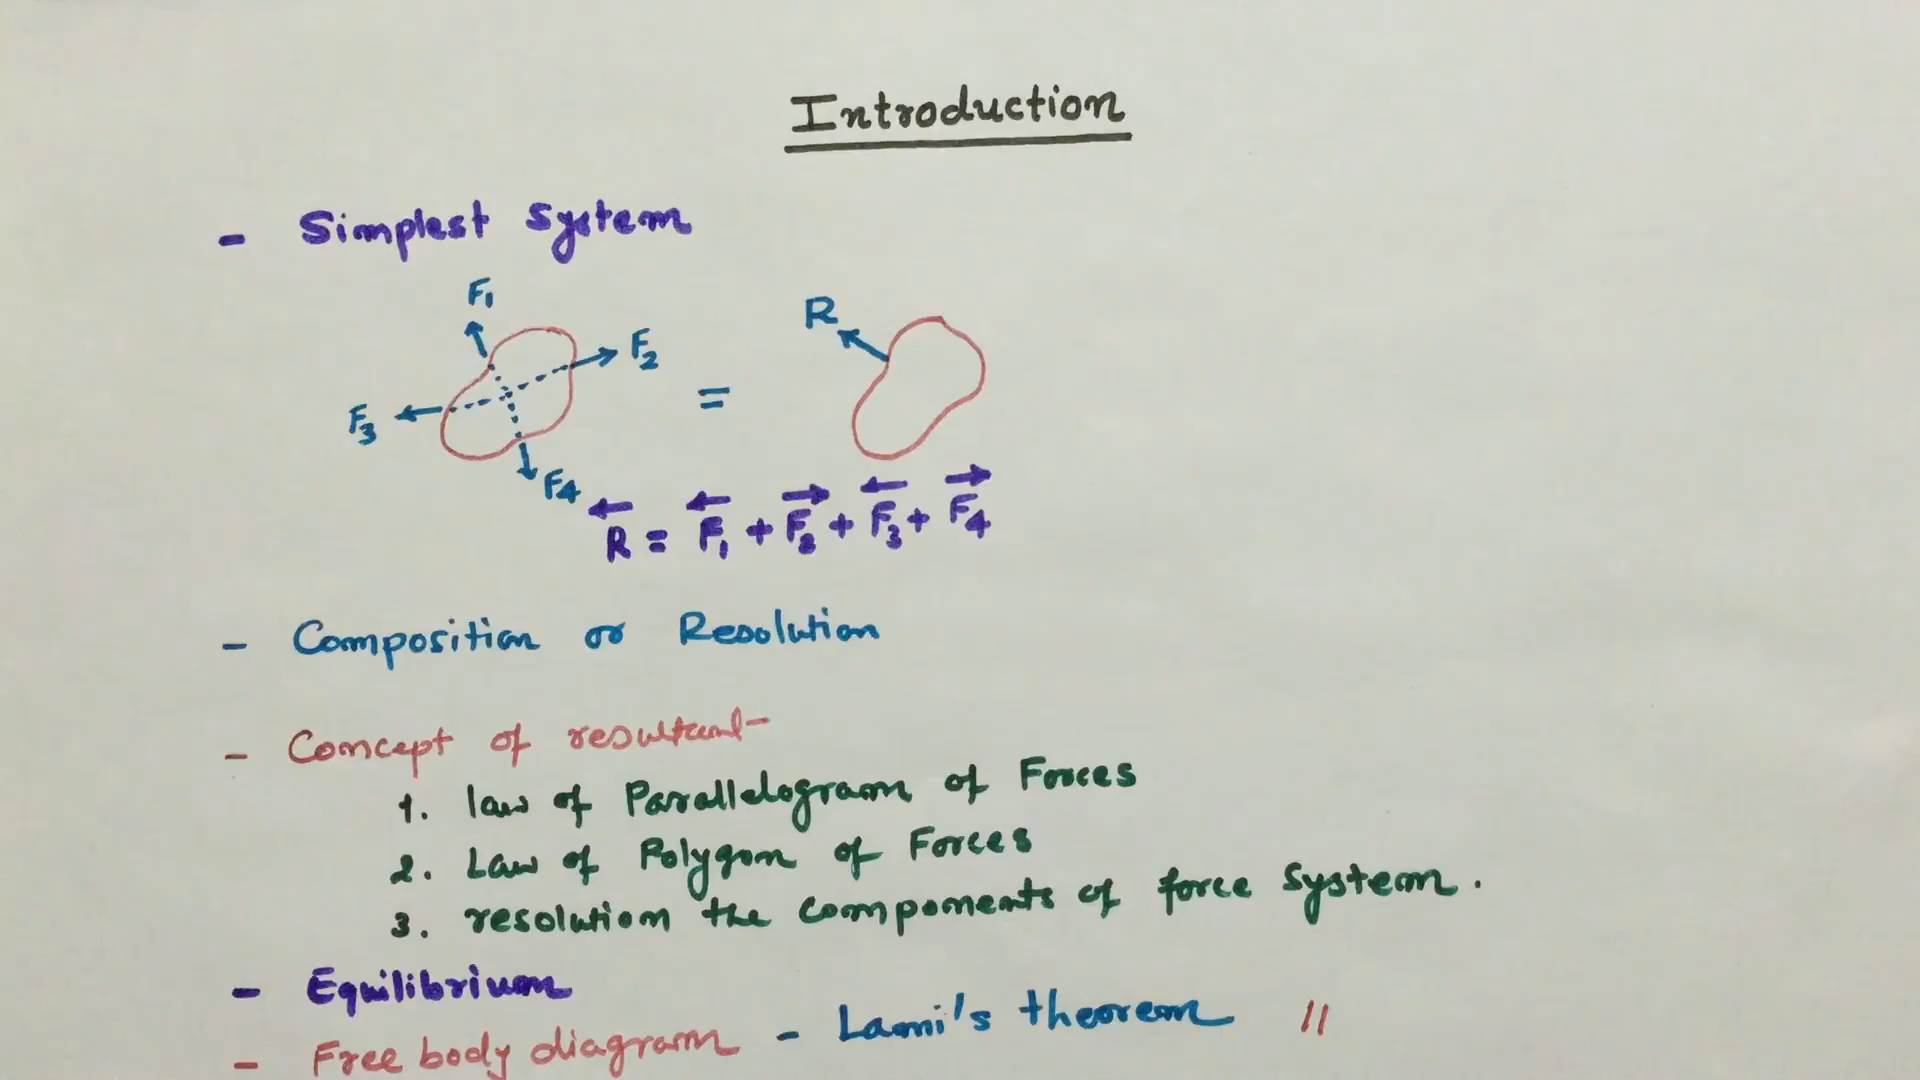 Introduction
- Simplest System
F1
F2
F3
F4
=
R
R = F1 + F2 + F3 + F4
- Composition or Resolution
- Concept of resultant
1. law of Parallelogram of Forces
2. Law of Polygon of Forces
3. resolution the components of force system.
- Equilibrium
- Free body diagram - Lami's theorem //